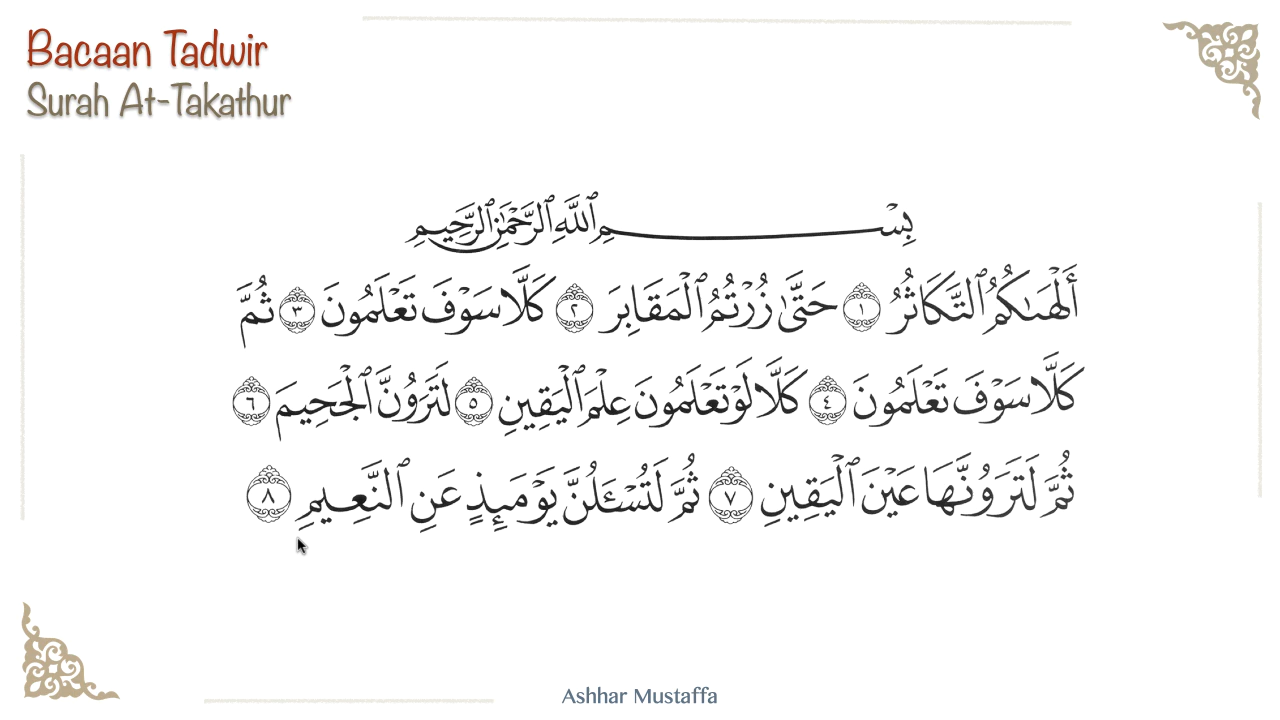 Bacaan Tadwir
Surah At-Takathur
بِسْمِ ٱللَّهِ ٱلرَّحْمَٰنِ ٱلرَّحِيمِ
أَلْهَىٰكُمُ ٱلتَّكَاثُرُ ١ حَتَّىٰ زُرْتُمُ ٱلْمَقَابِرَ ٢ كَلَّا سَوْفَ تَعْلَمُونَ ٣ ثُمَّ
كَلَّا سَوْفَ تَعْلَمُونَ ٤ كَلَّا لَوْ تَعْلَمُونَ عِلْمَ ٱلْيَقِينِ ٥ لَتَرَوُنَّ ٱلْجَحِيمَ ٦
ثُمَّ لَتَرَوُنَّهَا عَيْنَ ٱلْيَقِينِ ٧ ثُمَّ لَتُسْـَٔلُنَّ يَوْمَئِذٍ عَنِ ٱلنَّعِيمِ ٨
Ashhar Mustaffa